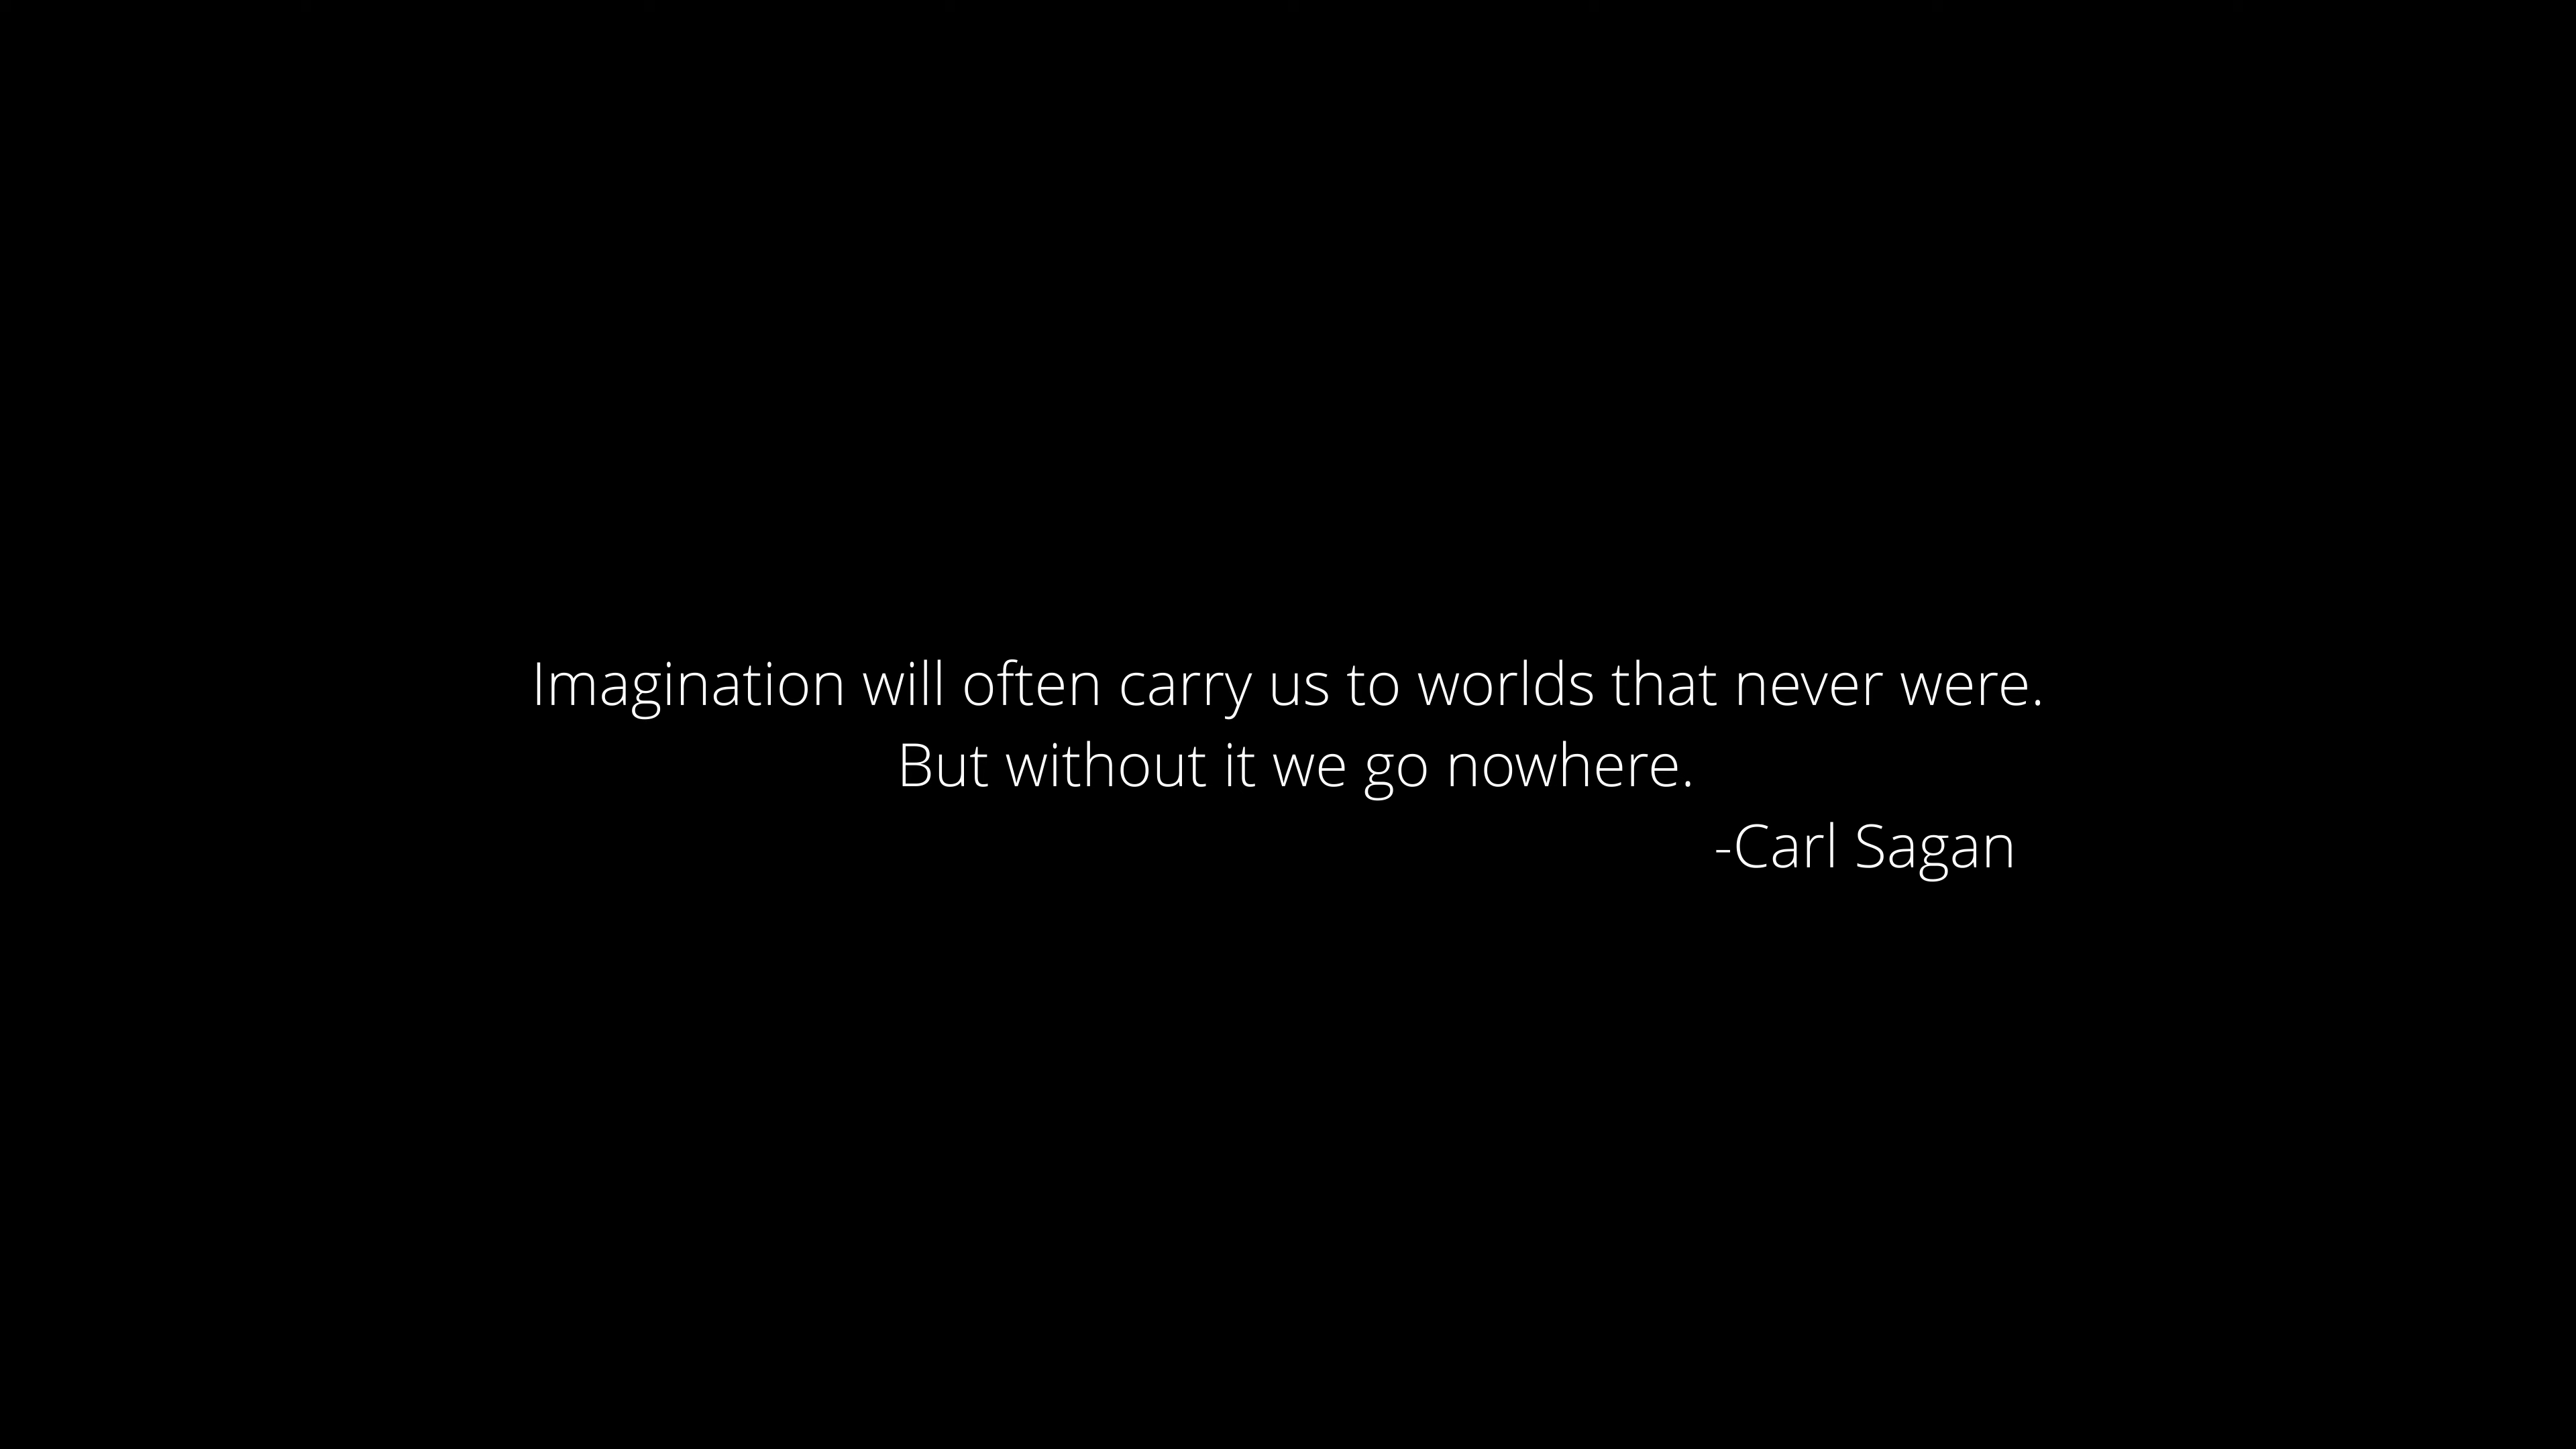 Imagination will often carry us to worlds that never were.
But without it we go nowhere.
-Carl Sagan